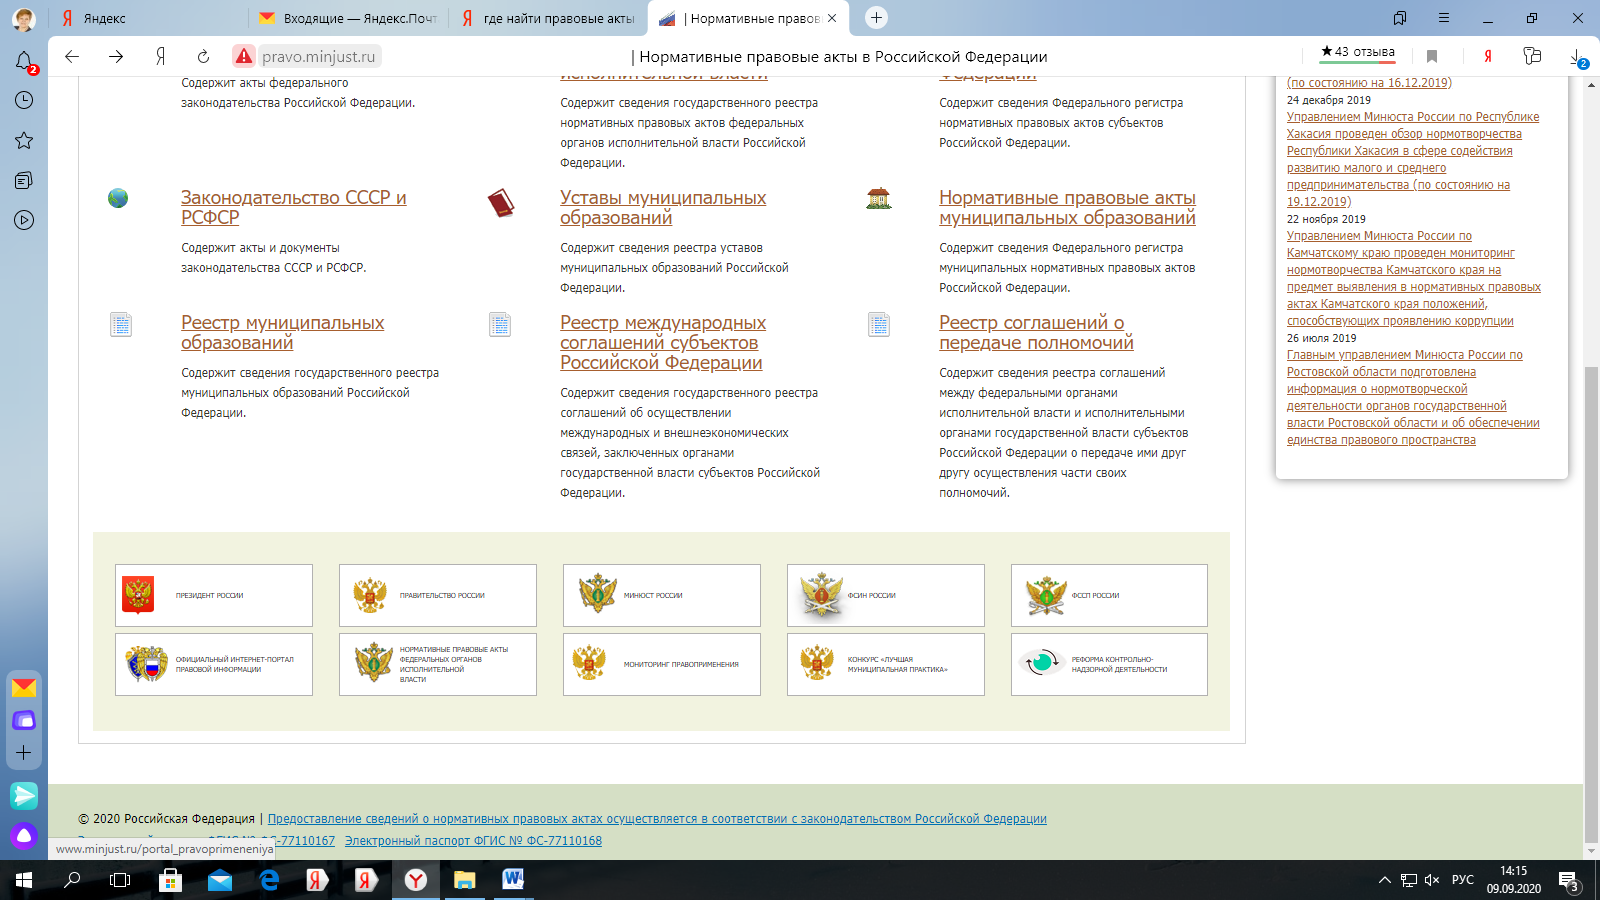 Яндекс
Входящие — Яндекс.Почт
где найти правовые акты
| Нормативные правов
pravo.minjust.ru
| Нормативные правовые акты в Российской Федерации
★43 отзыва
2
2
Содержит акты федерального
законодательства Российской Федерации.
исполнительной власти
Содержит сведения государственного реестра
нормативных правовых актов федеральных
органов исполнительной власти Российской
Федерации.
Федерации
Содержит сведения Федерального регистра
нормативных правовых актов субъектов
Российской Федерации.
Законодательство СССР и
РСФСР
Содержит акты и документы
законодательства СССР и РСФСР.
Уставы муниципальных
образований
Содержит сведения реестра уставов
муниципальных образований Российской
Федерации.
Нормативные правовые акты
муниципальных образований
Содержит сведения Федерального регистра
муниципальных нормативных правовых актов
Российской Федерации.
Реестр муниципальных
образований
Содержит сведения государственного реестра
муниципальных образований Российской
Федерации.
Реестр международных
соглашений субъектов
Российской Федерации
Содержит сведения государственного реестра
соглашений об осуществлении
международных и внешнеэкономических
связей, заключенных органами
государственной власти субъектов Российской
Федерации.
Реестр соглашений о
передаче полномочий
Содержит сведения реестра соглашений
между федеральными органами
исполнительной власти и исполнительными
органами государственной власти субъектов
Российской Федерации о передаче ими друг
другу осуществления части своих
полномочий.
(по состоянию на 16.12.2019)
24 декабря 2019
Управлением Минюста России по Республике
Хакасия проведен обзор нормотворчества
Республики Хакасия в сфере содействия
развитию малого и среднего
предпринимательства (по состоянию на
19.12.2019)
22 ноября 2019
Управлением Минюста России по
Камчатскому краю проведен мониторинг
нормотворчества Камчатского края на
предмет выявления в нормативных правовых
актах Камчатского края положений,
способствующих проявлению коррупции
26 июля 2019
Главным управлением Минюста России по
Ростовской области подготовлена
информация о нормотворческой
деятельности органов государственной
власти Ростовской области и об обеспечении
единства правового пространства
ПРЕЗИДЕНТ РОССИИ
ПРАВИТЕЛЬСТВО РОССИИ
МИНЮСТ РОССИИ
ФСИН РОССИИ
ФССП РОССИИ
ОФИЦИАЛЬНЫЙ ИНТЕРНЕТ-ПОРТАЛ
ПРАВОВОЙ ИНФОРМАЦИИ
НОРМАТИВНЫЕ ПРАВОВЫЕ АКТЫ
ФЕДЕРАЛЬНЫХ ОРГАНОВ
ИСПОЛНИТЕЛЬНОЙ
ВЛАСТИ
МОНИТОРИНГ ПРАВОПРИМЕНЕНИЯ
КОНКУРС «ЛУЧШАЯ
МУНИЦИПАЛЬНАЯ ПРАКТИКА»
РЕФОРМА КОНТРОЛЬНО-
НАДЗОРНОЙ ДЕЯТЕЛЬНОСТИ
© 2020 Российская Федерация | Предоставление сведений о нормативных правовых актах осуществляется в соответствии с законодательством Российской Федерации
С-77110167 Электронный паспорт ФГИС № ФС-77110168
www.minjust.ru/portal_pravoprimeneniya
РУС
14:15
09.09.2020
3